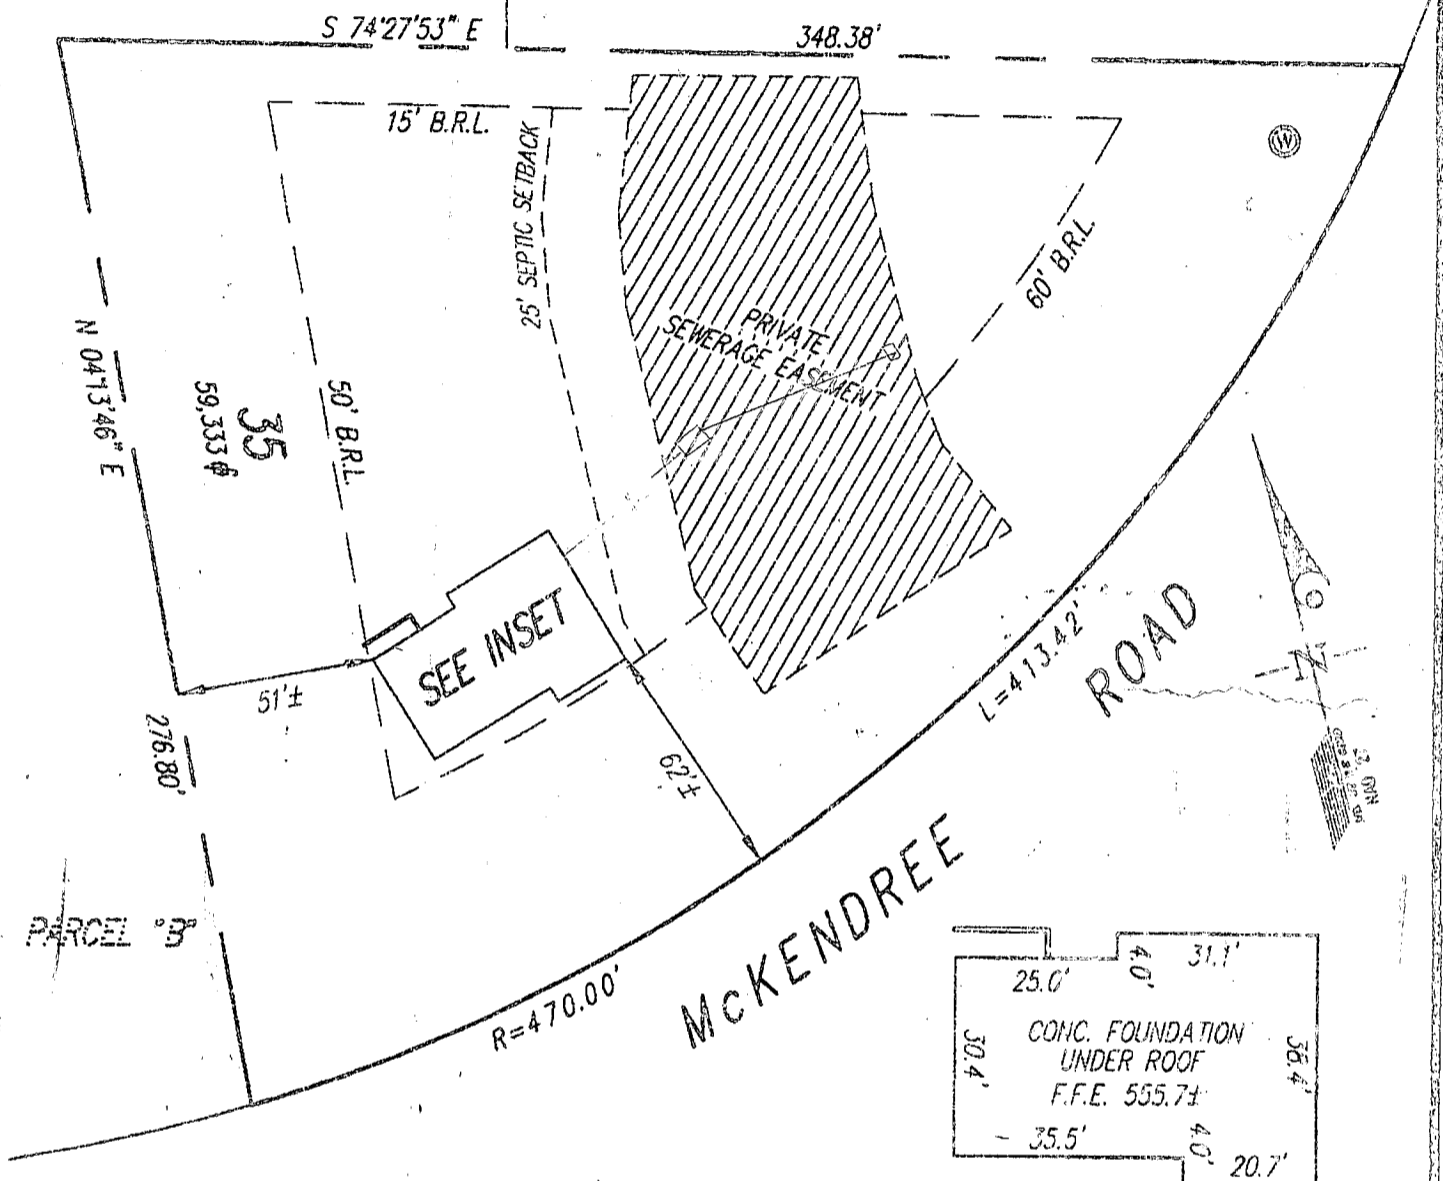 S 74°27'53" E
348.38'
15' B.R.L.
25' SEPTIC SETBACK
W
60' B.R.L.
PRIVATE
SEWERAGE EASEMENT
N 04°13'46" E
35
59,333
50' B.R.L.
SEE INSET
51'±
62'±
276.80'
PARCEL "B"
R=470.00'
L=413.42'
McKENDREE ROAD
N
25.0'
4.0'
31.1'
30.4'
CONC. FOUNDATION
UNDER ROOF
F.F.E. 555.7±
35.5'
4.0'
20.7'